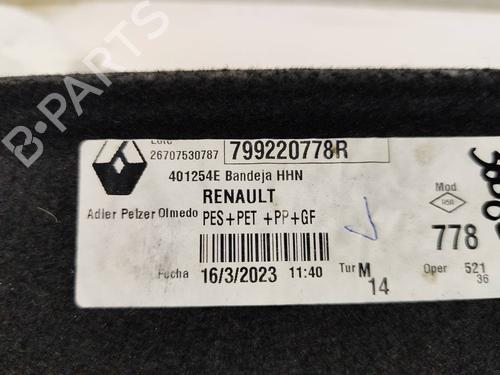 Lote
26707530787
799220778R
401254E Bandeja HHN
RENAULT
Adler Pelzer Olmedo
PES+PET +PP+GF
Mod
778
Fecha 16/3/2023 11:40
Tur M
14
Oper 521
36
B-PARTS